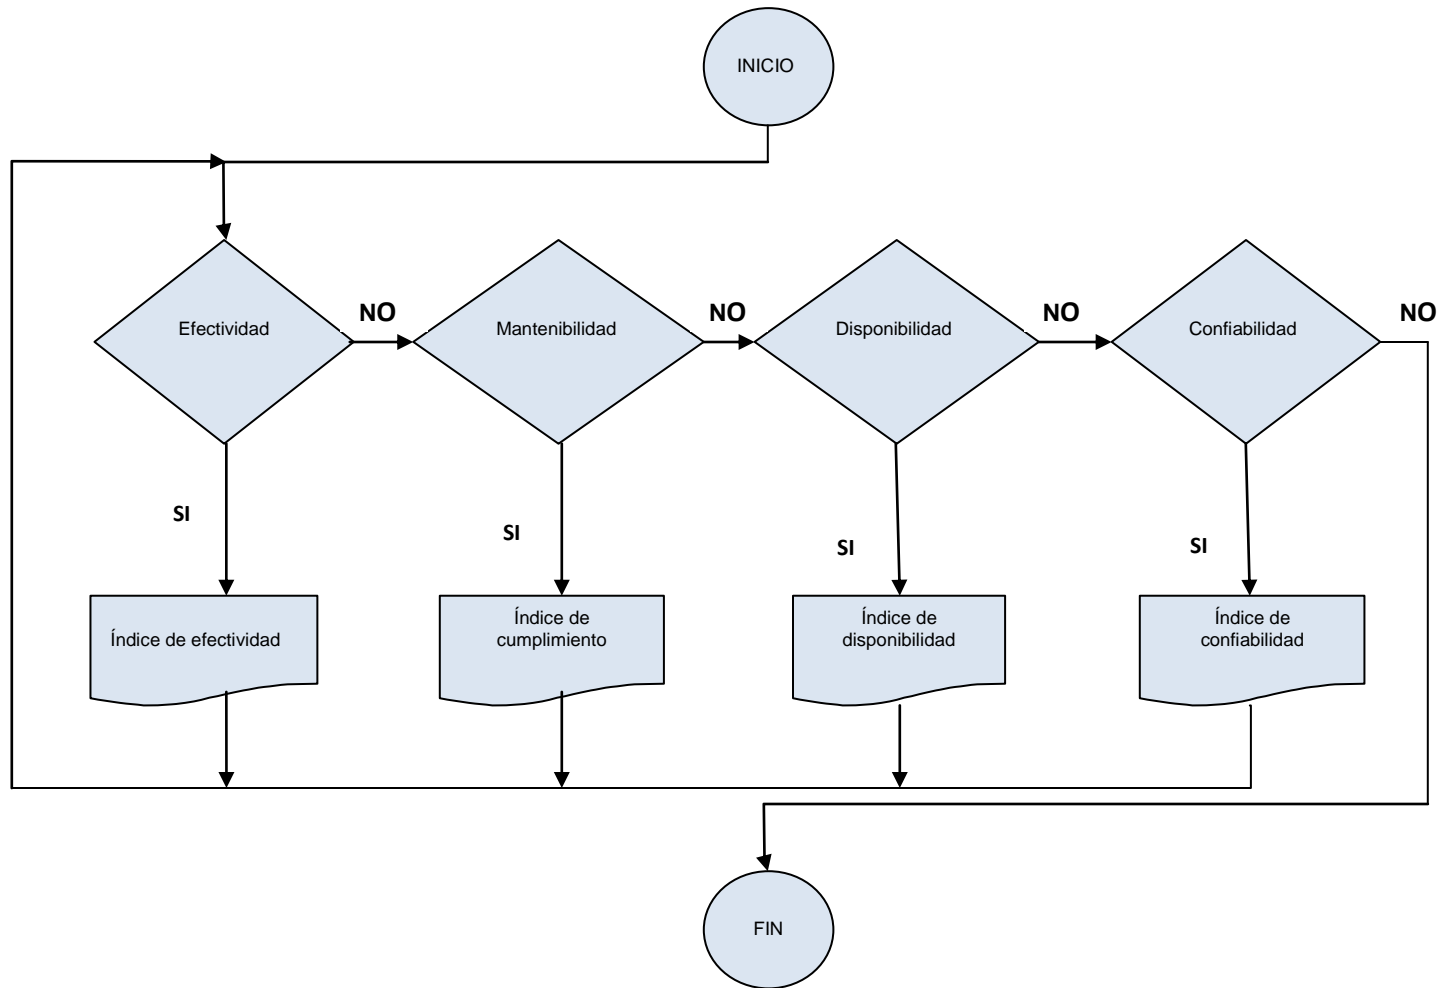 INICIO
Efectividad
NO
Mantenibilidad
NO
Disponibilidad
NO
Confiabilidad
NO
SI
SI
SI
SI
Índice de efectividad
Índice de
cumplimiento
Índice de
disponibilidad
Índice de
confiabilidad
FIN